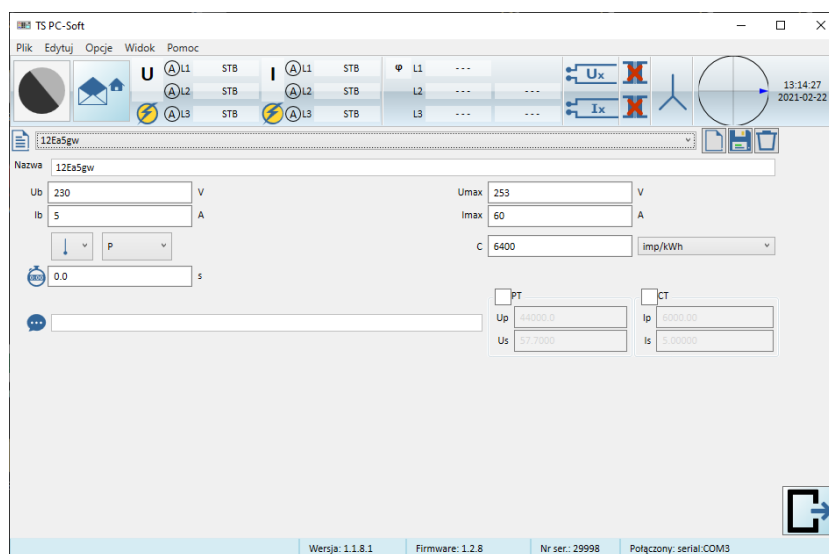 TS PC-Soft
Plik Edytuj Opcje Widok Pomoc
U A L1 STB I A L1 STB φ L1 ---
A L2 STB A L2 STB L2 --- ---
A L3 STB A L3 STB L3 --- ---
Ux
Ix
13:14:27
2021-02-22
12Ea5gw
Nazwa 12Ea5gw
Ub 230 V Umax 253 V
Ib 5 A Imax 60 A
P C 6400 imp/kWh
0.0 s
PT CT
Up 44000.0 Ip 6000.00
Us 57.7000 Is 5.00000
Wersja: 1.1.8.1 Firmware: 1.2.8 Nr ser.: 29998 Połączony: serial:COM3